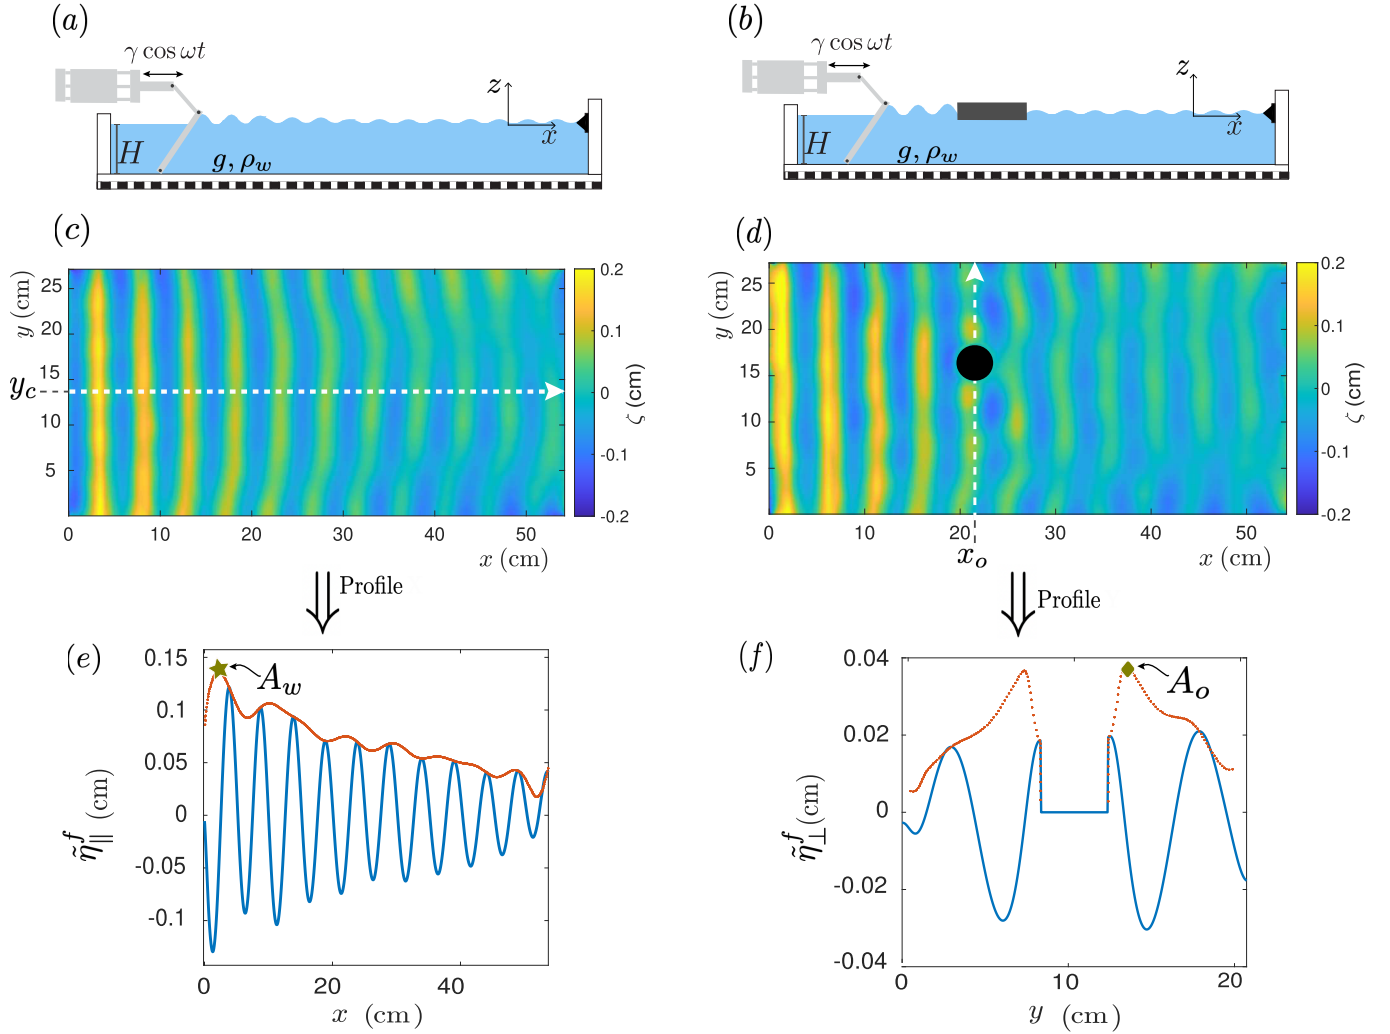 (a)
γ cos ωt
z
x
H
g, ρw
(b)
γ cos ωt
z
x
H
g, ρw
(c)
25
20
15
10
5
y (cm)
yc
0
10
20
30
40
50
x (cm)
0.2
0.1
0
-0.1
-0.2
ζ (cm)
(d)
25
20
15
10
5
y (cm)
0
10
20
30
40
50
xo
x (cm)
0.2
0.1
0
-0.1
-0.2
ζ (cm)
Profile
Profile
(e)
0.15
0.1
0.05
0
-0.05
-0.1
η̃∥^f (cm)
Aw
0
20
40
x (cm)
(f)
0.04
0.02
0
-0.02
-0.04
η̃⊥^f (cm)
Ao
0
10
20
y (cm)